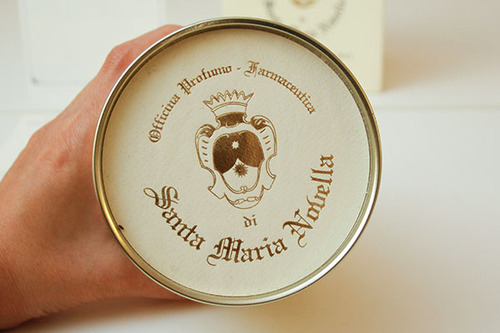 Officina Profumo - Farmaceutica
di
Santa Maria Novella